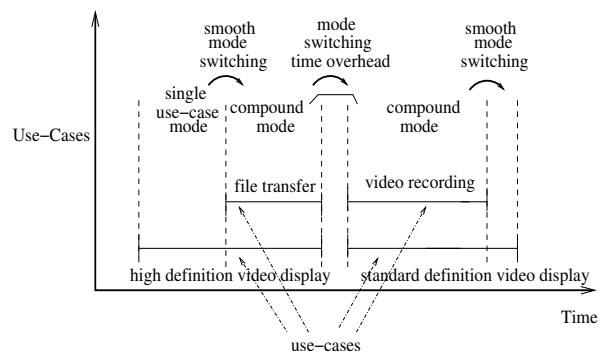 smooth
mode
switching
mode
switching
time overhead
smooth
mode
switching
single
use−case
mode
compound
mode
compound
mode
Use−Cases
file transfer
video recording
high definition video display
standard definition video display
Time
use−cases